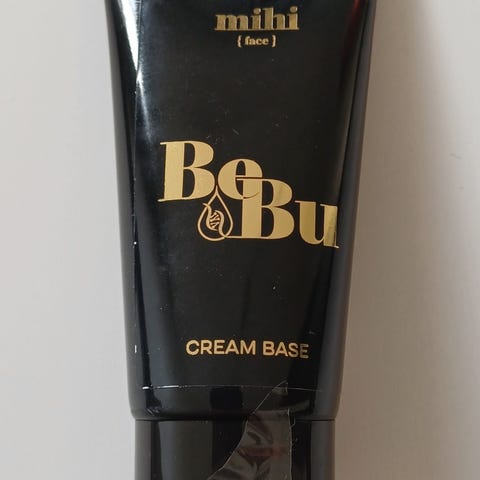 mihi
{ face }
BeBu
CREAM BASE